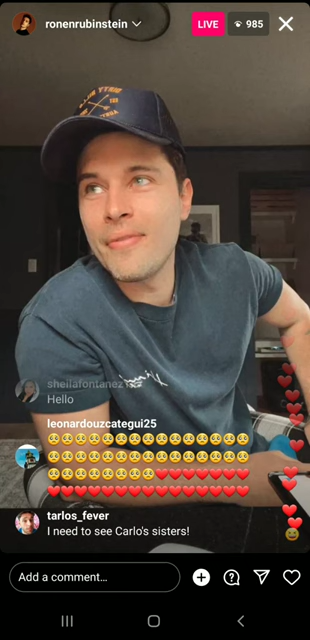 ronenrubinstein
LIVE
985
sheilafontanez
Hello
leonardouzcategui25
🥺🥺🥺🥺🥺🥺🥺🥺🥺🥺🥺🥺🥺🥺🥺
🥺🥺🥺🥺🥺🥺🥺🥺🥺🥺🥺🥺🥺🥺🥺
🥺🥺🥺🥺🥺🥺🥺🥺❤️❤️❤️❤️❤️❤️❤️
❤️❤️❤️❤️❤️❤️❤️❤️❤️❤️❤️❤️❤️❤️❤️
tarlos_fever
I need to see Carlo's sisters!
Add a comment...